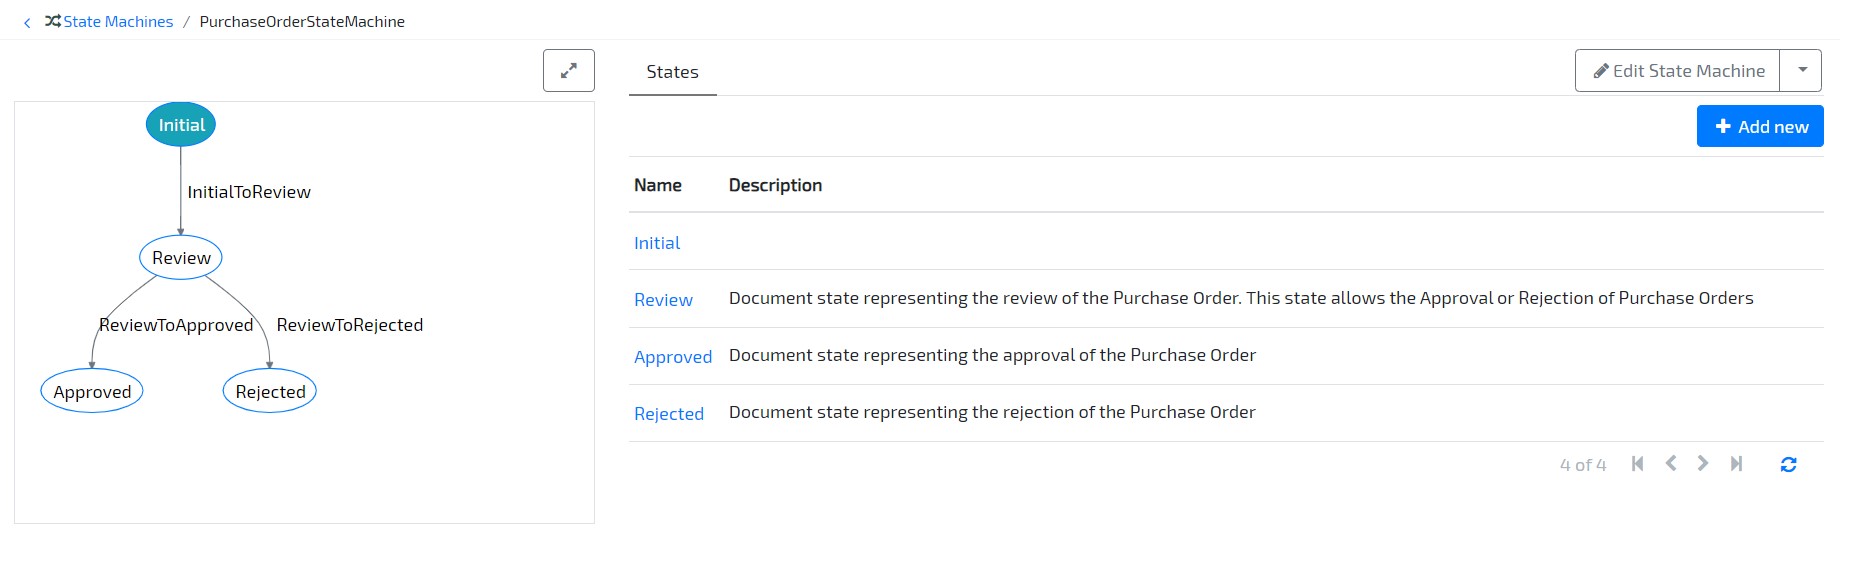 State Machines / PurchaseOrderStateMachine
Initial
InitialToReview
Review
ReviewToApproved ReviewToRejected
Approved Rejected
States
Edit State Machine
Add new
Name Description
Initial
Review Document state representing the review of the Purchase Order. This state allows the Approval or Rejection of Purchase Orders
Approved Document state representing the approval of the Purchase Order
Rejected Document state representing the rejection of the Purchase Order
4 of 4